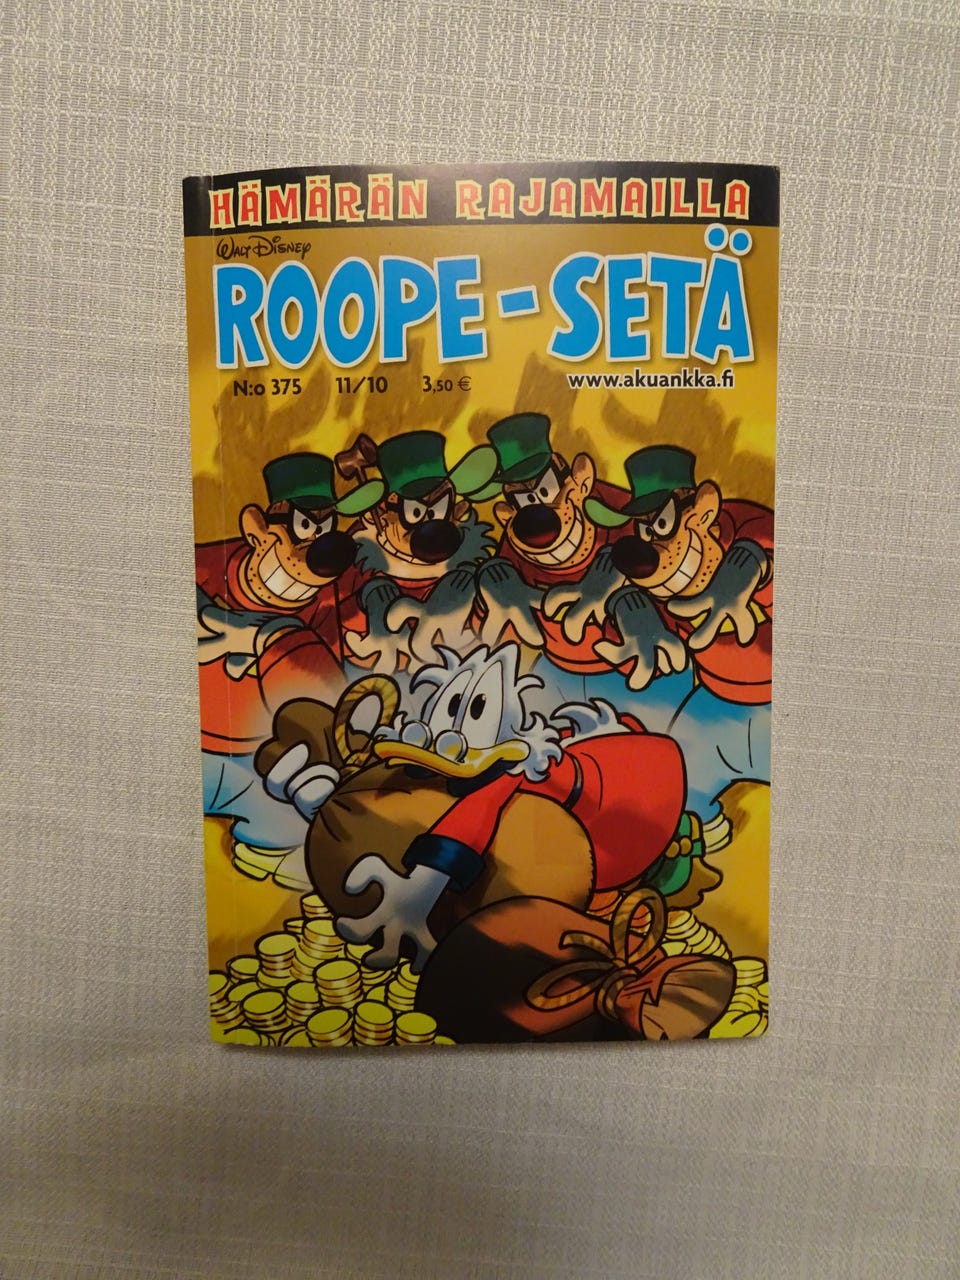 HÄMÄRÄN RAJAMAILLA
WALT DISNEY
ROOPE-SETÄ
N:o 375 11/10 3,50 € www.akuankka.fi